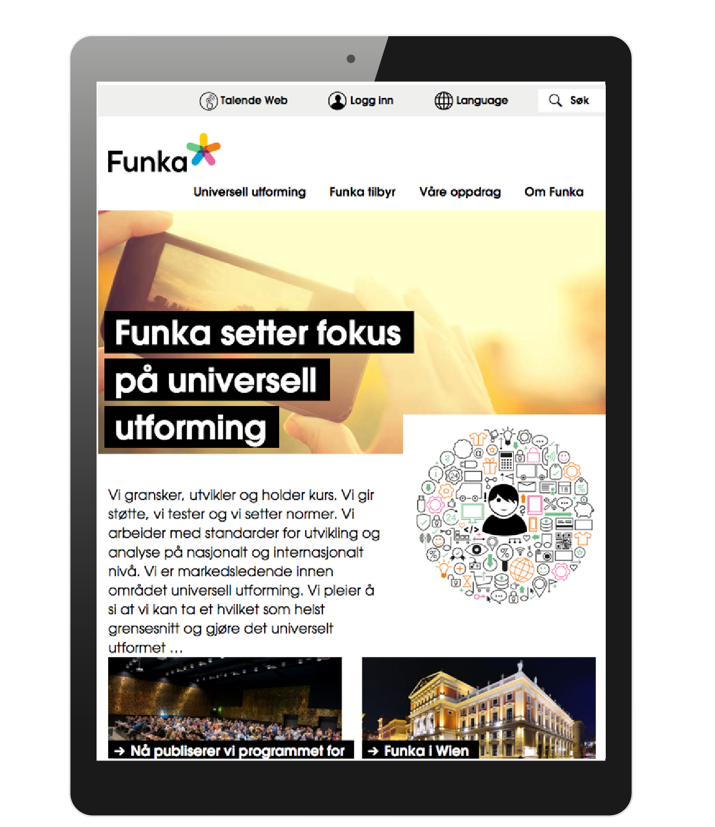 Talende Web Logg inn Language Søk
Funka
Universell utforming Funka tilbyr Våre oppdrag Om Funka
Funka setter fokus
på universell
utforming
Vi gransker, utvikler og holder kurs. Vi gir
støtte, vi tester og vi setter normer. Vi
arbeider med standarder for utvikling og
analyse på nasjonalt og internasjonalt
nivå. Vi er markedsledende innen
området universell utforming. Vi pleier å
si at vi kan ta et hvilket som helst
grensesnitt og gjøre det universelt
utformet ...
→ Nå publiserer vi programmet for
→ Funka i Wien